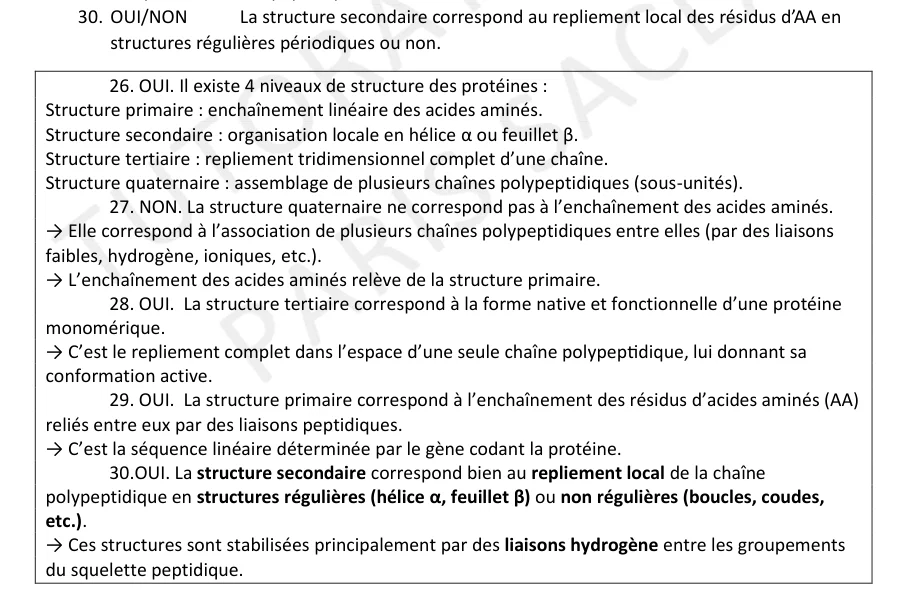 30. OUI/NON La structure secondaire correspond au repliement local des résidus d’AA en
structures régulières périodiques ou non.
26. OUI. Il existe 4 niveaux de structure des protéines :
Structure primaire : enchaînement linéaire des acides aminés.
Structure secondaire : organisation locale en hélice α ou feuillet β.
Structure tertiaire : repliement tridimensionnel complet d’une chaîne.
Structure quaternaire : assemblage de plusieurs chaînes polypeptidiques (sous-unités).
27. NON. La structure quaternaire ne correspond pas à l’enchaînement des acides aminés.
→ Elle correspond à l’association de plusieurs chaînes polypeptidiques entre elles (par des liaisons
faibles, hydrogène, ioniques, etc.).
→ L’enchaînement des acides aminés relève de la structure primaire.
28. OUI. La structure tertiaire correspond à la forme native et fonctionnelle d’une protéine
monomérique.
→ C’est le repliement complet dans l’espace d’une seule chaîne polypeptidique, lui donnant sa
conformation active.
29. OUI. La structure primaire correspond à l’enchaînement des résidus d’acides aminés (AA)
reliés entre eux par des liaisons peptidiques.
→ C’est la séquence linéaire déterminée par le gène codant la protéine.
30.OUI. La structure secondaire correspond bien au repliement local de la chaîne
polypeptidique en structures régulières (hélice α, feuillet β) ou non régulières (boucles, coudes,
etc.).
→ Ces structures sont stabilisées principalement par des liaisons hydrogène entre les groupements
du squelette peptidique.